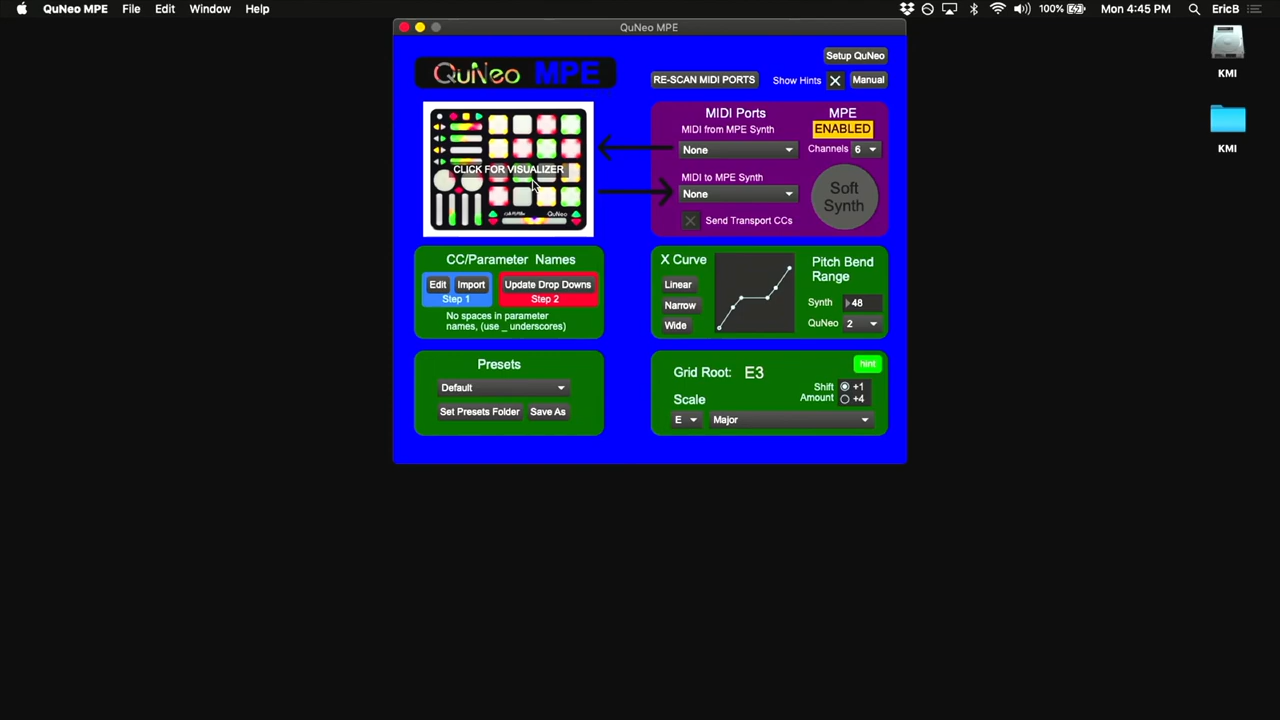 QuNeo MPE File Edit Window Help 100% Mon 4:45 PM EricB
QuNeo MPE
Setup QuNeo
QuNeo MPE
RE-SCAN MIDI PORTS Show Hints Manual
CLICK FOR VISUALIZER
QuNeo
MIDI Ports MPE
MIDI from MPE Synth ENABLED
None Channels 6
MIDI to MPE Synth
None
Soft
Synth
Send Transport CCs
CC/Parameter Names
Edit Import Update Drop Downs
Step 1 Step 2
No spaces in parameter
names, (use _ underscores)
X Curve
Linear
Narrow
Wide
Pitch Bend
Range
Synth 48
QuNeo 2
Presets
Default
Set Presets Folder Save As
hint
Grid Root: E3
Shift
Amount
+1
+4
Scale
E Major
KMI
KMI